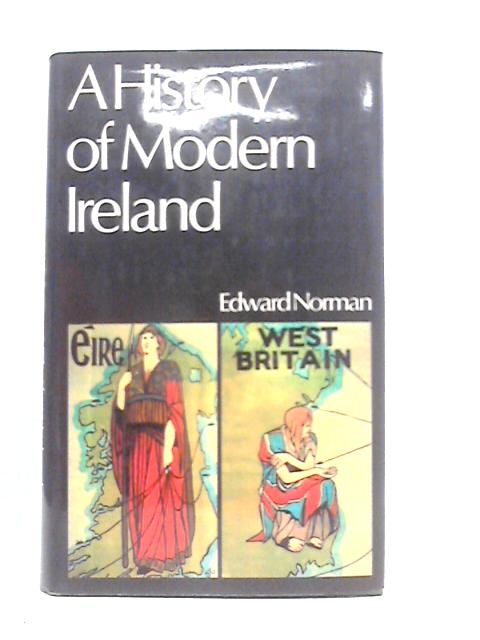 A History
of Modern
Ireland
Edward Norman
éIRE
WEST
BRITAIN